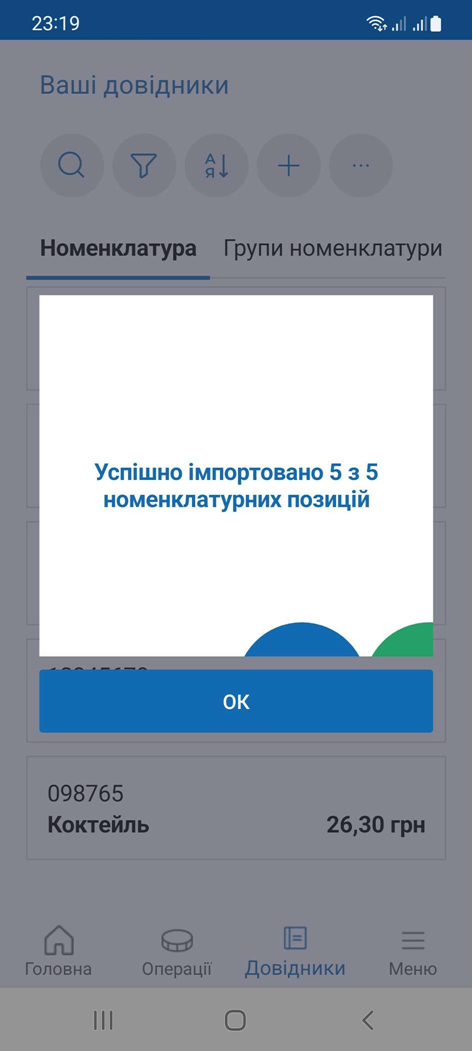 23:19
Ваші довідники
А
Я
Номенклатура
Групи номенклатури
Успішно імпортовано 5 з 5
номенклатурних позицій
ОК
098765
Коктейль
26,30 грн
Головна
Операції
Довідники
Меню